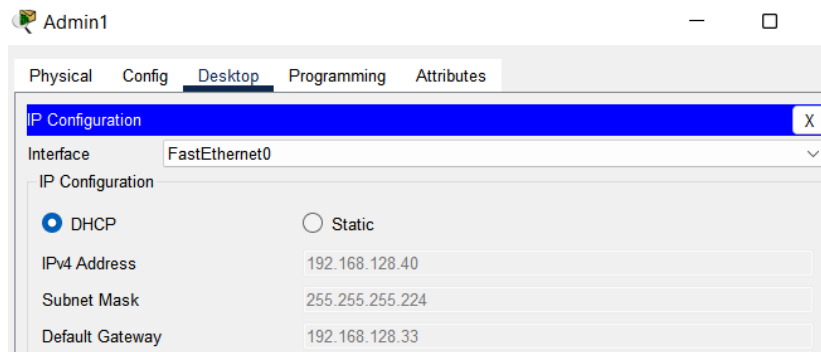 Admin1
Physical Config Desktop Programming Attributes
IP Configuration X
Interface FastEthernet0
IP Configuration
DHCP Static
IPv4 Address 192.168.128.40
Subnet Mask 255.255.255.224
Default Gateway 192.168.128.33